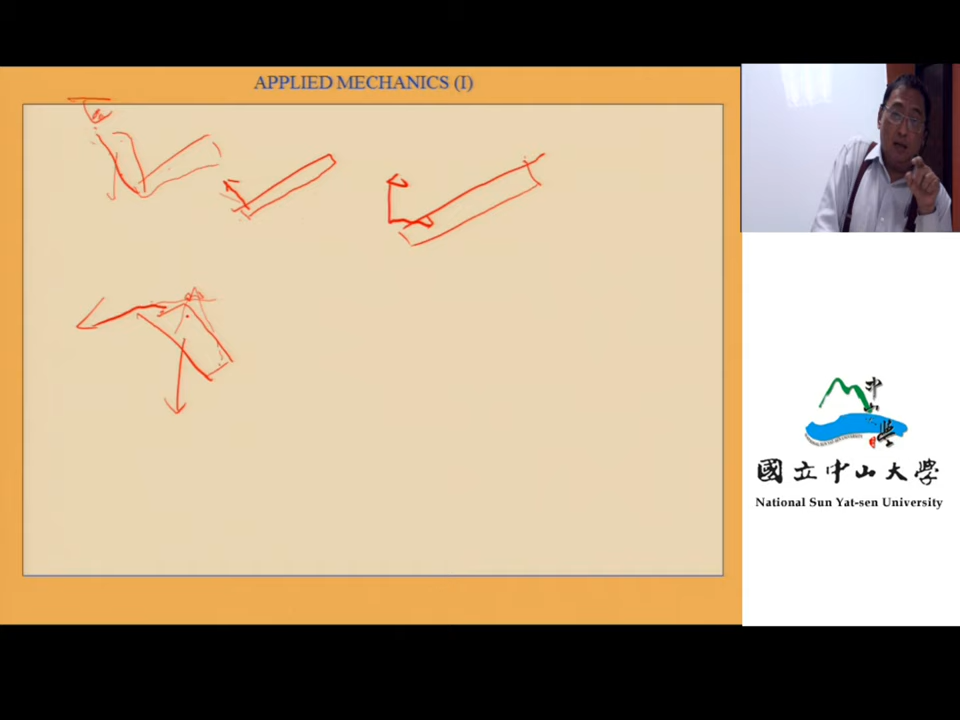 APPLIED MECHANICS (I)
國立中山大學
National Sun Yat-sen University